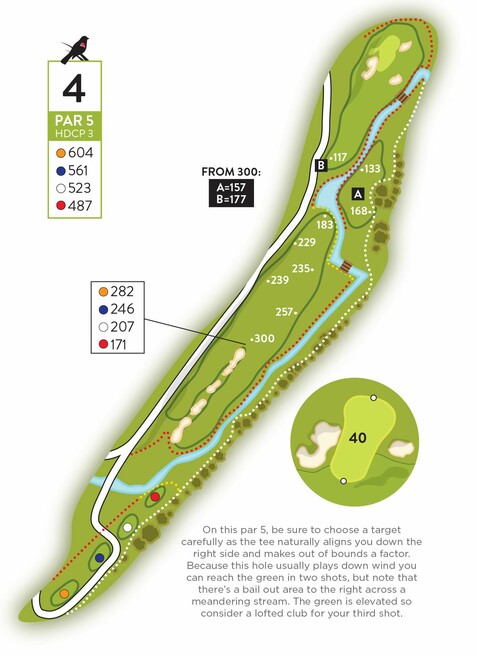 4
PAR 5
HDCP 3
604
561
523
487
FROM 300:
A=157
B=177
B
117
133
A
168
183
229
235
239
257
300
282
246
207
171
40
On this par 5, be sure to choose a target
carefully as the tee naturally aligns you down the
right side and makes out of bounds a factor.
Because this hole usually plays down wind you
can reach the green in two shots, but note that
there's a bail out area to the right across a
meandering stream. The green is elevated so
consider a lofted club for your third shot.